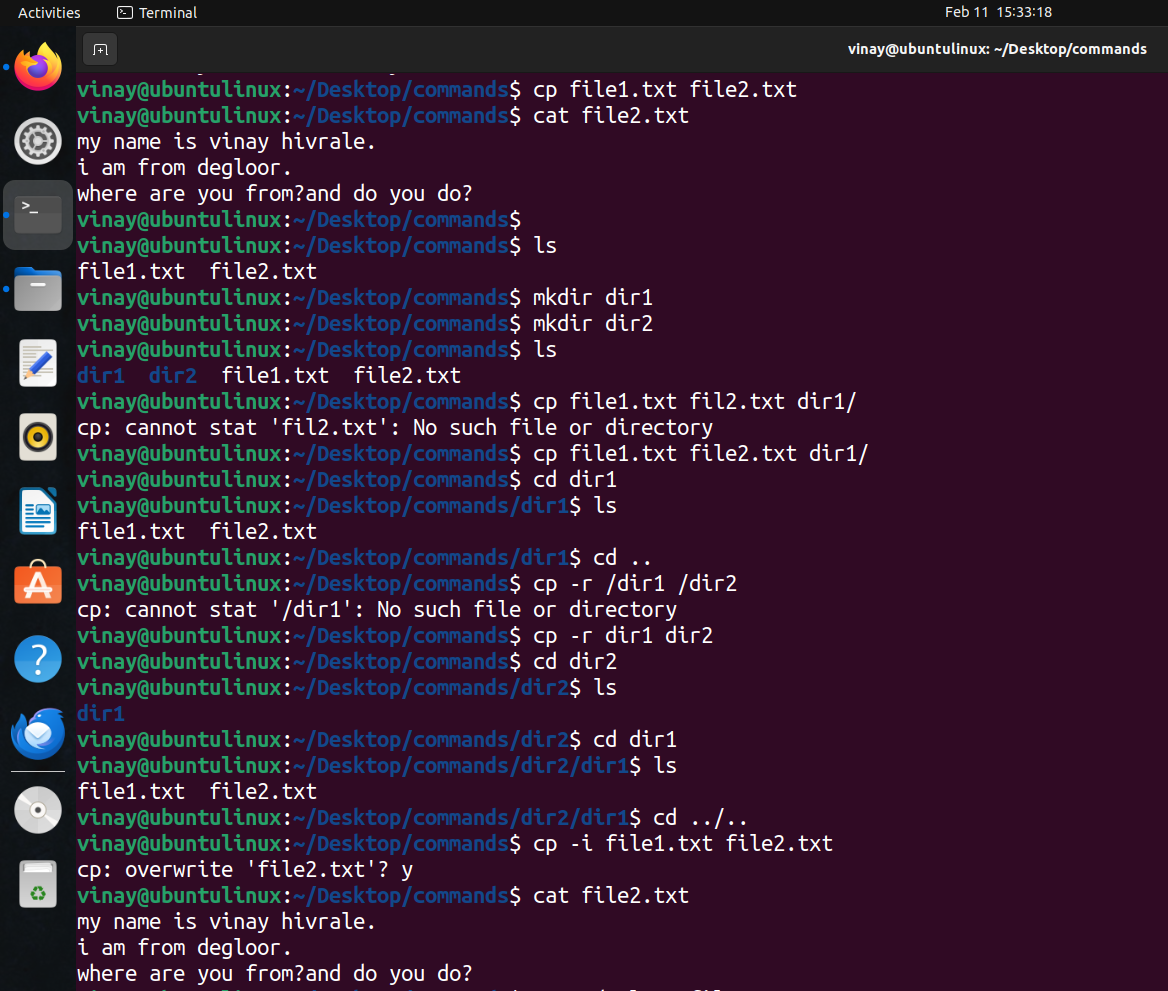 Activities
Terminal
Feb 11 15:33:18
vinay@ubuntulinux: ~/Desktop/commands
vinay@ubuntulinux:~/Desktop/commands$ cp file1.txt file2.txt
vinay@ubuntulinux:~/Desktop/commands$ cat file2.txt
my name is vinay hivrale.
i am from degloor.
where are you from?and do you do?
vinay@ubuntulinux:~/Desktop/commands$
vinay@ubuntulinux:~/Desktop/commands$ ls
file1.txt  file2.txt
vinay@ubuntulinux:~/Desktop/commands$ mkdir dir1
vinay@ubuntulinux:~/Desktop/commands$ mkdir dir2
vinay@ubuntulinux:~/Desktop/commands$ ls
dir1  dir2  file1.txt  file2.txt
vinay@ubuntulinux:~/Desktop/commands$ cp file1.txt fil2.txt dir1/
cp: cannot stat 'fil2.txt': No such file or directory
vinay@ubuntulinux:~/Desktop/commands$ cp file1.txt file2.txt dir1/
vinay@ubuntulinux:~/Desktop/commands$ cd dir1
vinay@ubuntulinux:~/Desktop/commands/dir1$ ls
file1.txt  file2.txt
vinay@ubuntulinux:~/Desktop/commands/dir1$ cd ..
vinay@ubuntulinux:~/Desktop/commands$ cp -r /dir1 /dir2
cp: cannot stat '/dir1': No such file or directory
vinay@ubuntulinux:~/Desktop/commands$ cp -r dir1 dir2
vinay@ubuntulinux:~/Desktop/commands$ cd dir2
vinay@ubuntulinux:~/Desktop/commands/dir2$ ls
dir1
vinay@ubuntulinux:~/Desktop/commands/dir2$ cd dir1
vinay@ubuntulinux:~/Desktop/commands/dir2/dir1$ ls
file1.txt  file2.txt
vinay@ubuntulinux:~/Desktop/commands/dir2/dir1$ cd ../..
vinay@ubuntulinux:~/Desktop/commands$ cp -i file1.txt file2.txt
cp: overwrite 'file2.txt'? y
vinay@ubuntulinux:~/Desktop/commands$ cat file2.txt
my name is vinay hivrale.
i am from degloor.
where are you from?and do you do?